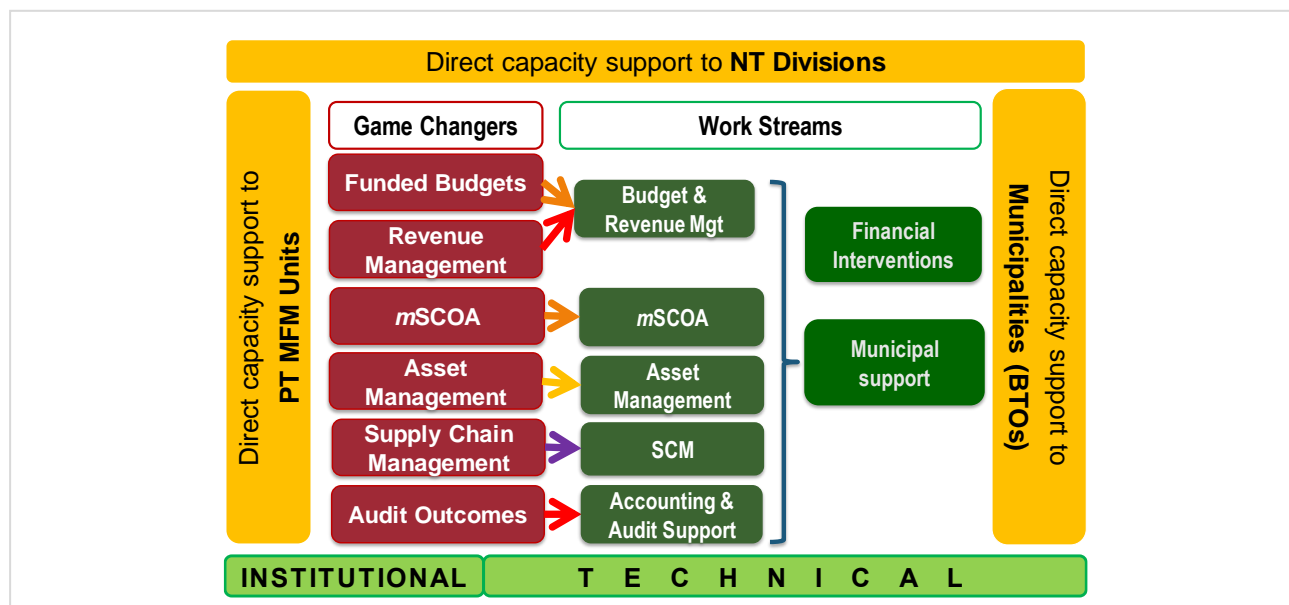 Direct capacity support to NT Divisions
Direct capacity support to
PT MFM Units
Game Changers
Work Streams
Funded Budgets
Revenue
Management
mSCOA
Asset
Management
Supply Chain
Management
Audit Outcomes
Budget &
Revenue Mgt
mSCOA
Asset
Management
SCM
Accounting &
Audit Support
Financial
Interventions
Municipal
support
Direct capacity support to
Municipalities (BTOs)
INSTITUTIONAL
T E C H N I C A L